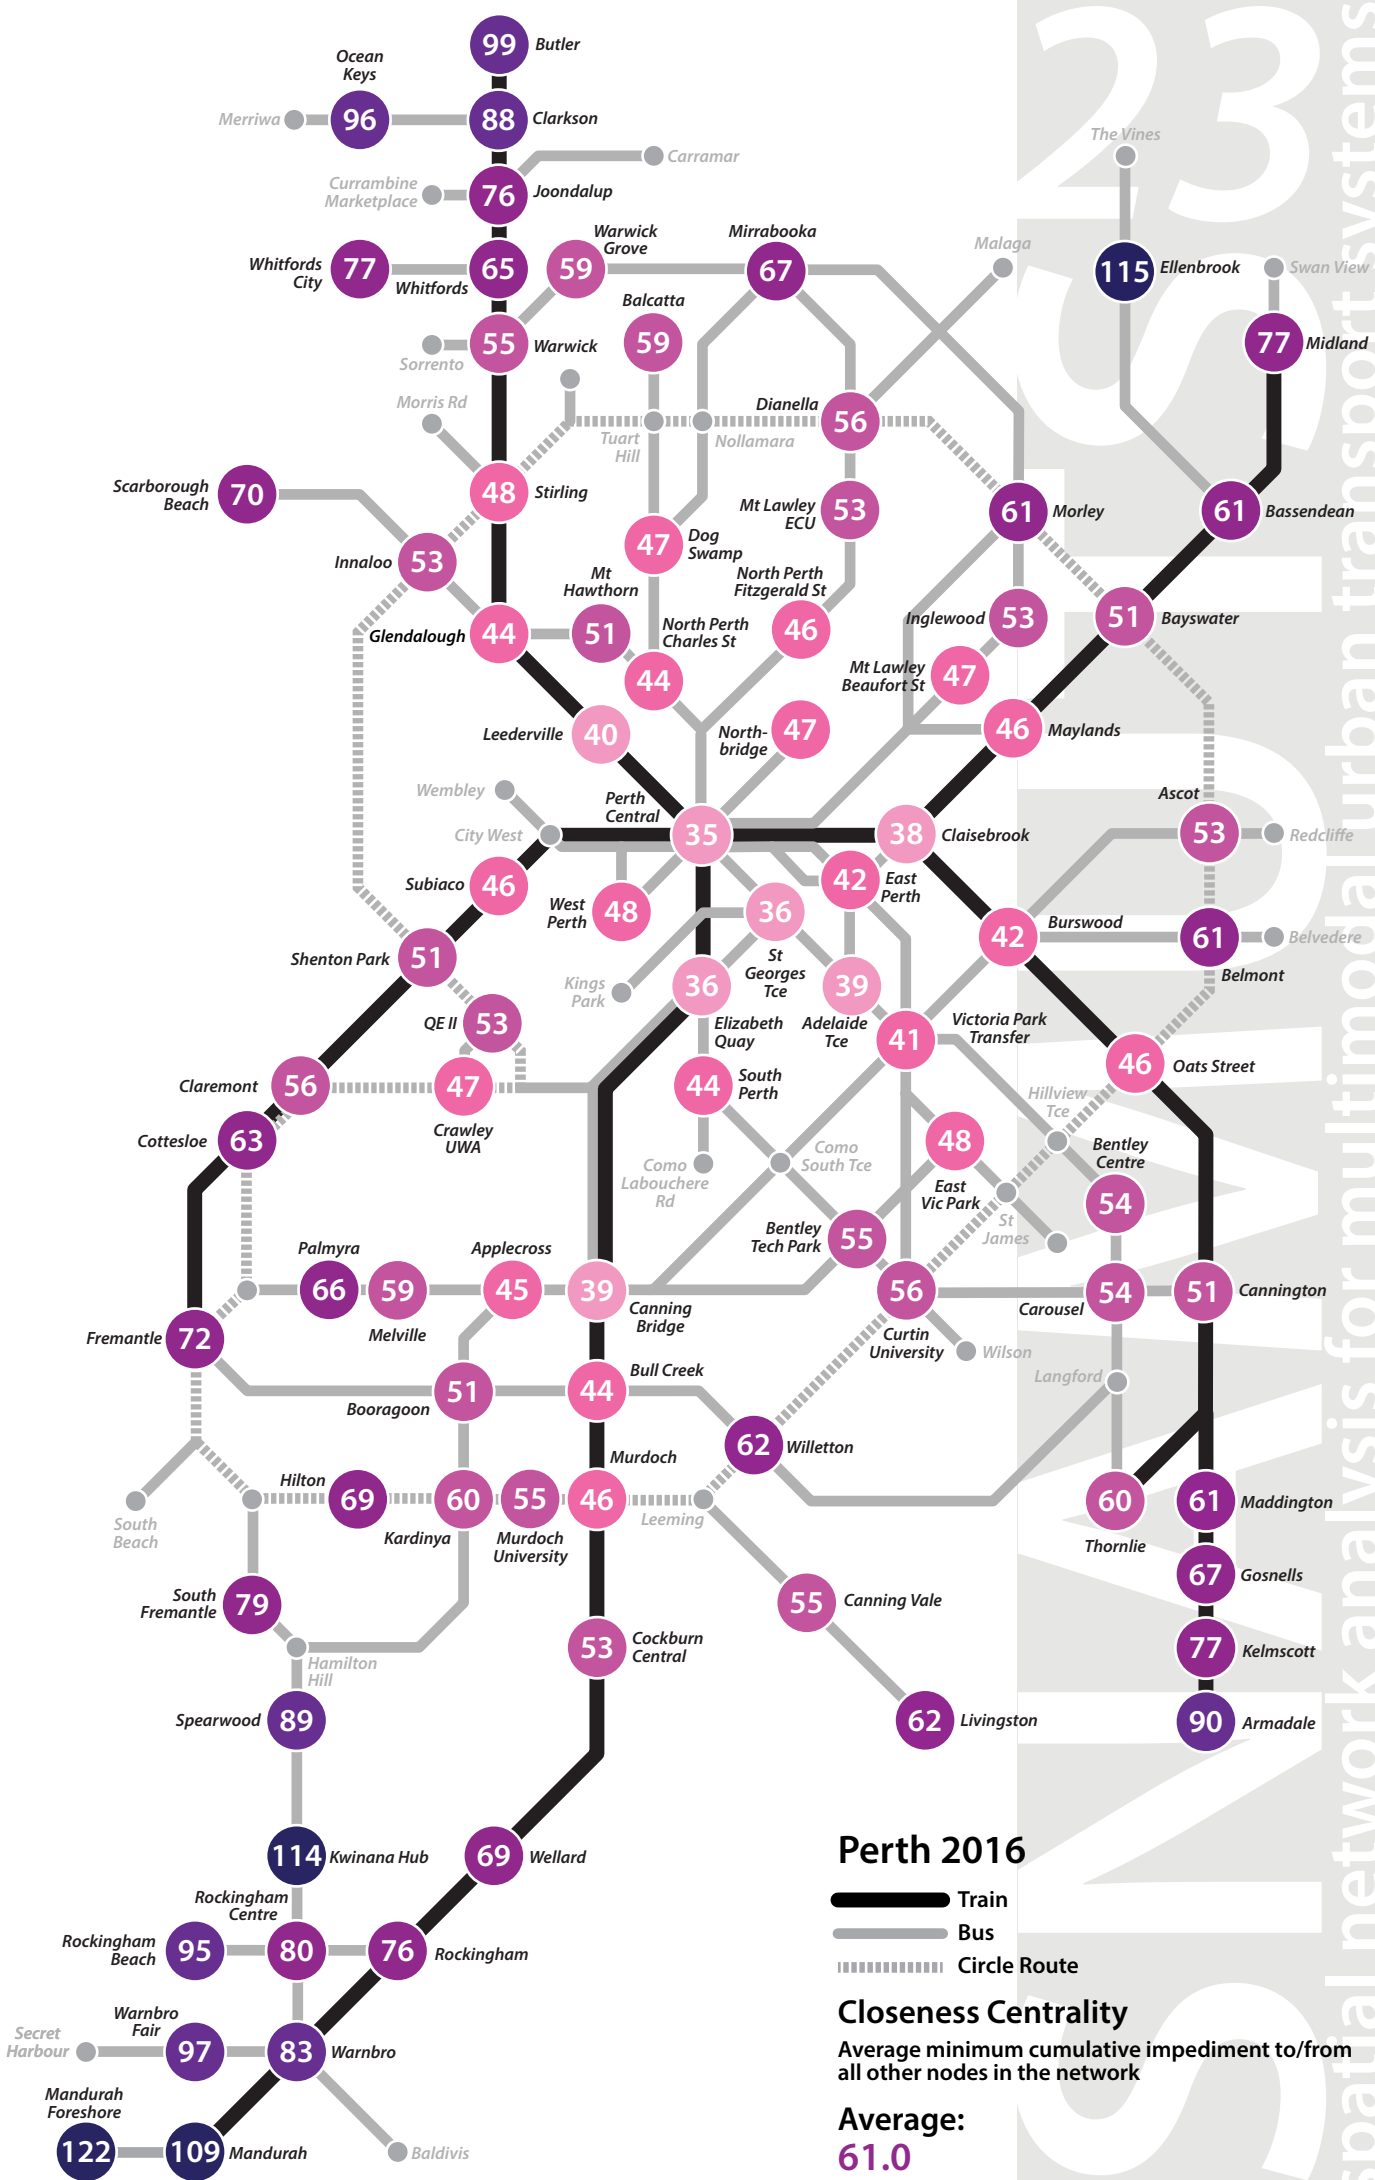 99
Butler
Ocean
Keys
Merriwa
96
88
Clarkson
Carramar
Currambine
Marketplace
76
Joondalup
Whitfords
City
77
65
Whitfords
Warwick
Grove
59
Mirrabooka
67
Malaga
The Vines
115
Ellenbrook
Swan View
77
Midland
Balcatta
59
Sorrento
55
Warwick
Morris Rd
Tuart
Hill
Nollamara
Dianella
56
Scarborough
Beach
70
48
Stirling
Mt Lawley
ECU
53
61
Morley
61
Bassendean
Innaloo
53
47
Dog
Swamp
Mt
Hawthorn
North Perth
Fitzgerald St
46
Glendalough
44
51
North Perth
Charles St
44
Inglewood
53
51
Bayswater
Mt Lawley
Beaufort St
47
Leederville
40
North-
bridge
47
46
Maylands
Wembley
City West
Perth
Central
35
38
Claisebrook
Ascot
53
Redcliffe
Subiaco
46
West
Perth
48
42
East
Perth
36
St
Georges
Tce
42
Burswood
61
Belvedere
Belmont
Shenton Park
51
Kings
Park
36
Elizabeth
Quay
39
Adelaide
Tce
QE II
53
41
Victoria Park
Transfer
46
Oats Street
Claremont
56
47
Crawley
UWA
44
South
Perth
Hillview
Tce
Cottesloe
63
Como
Labouchere
Rd
Como
South Tce
48
East
Vic Park
Bentley
Centre
54
St
James
Bentley
Tech Park
55
Palmyra
66
59
Melville
Applecross
45
39
Canning
Bridge
56
Curtin
University
Carousel
54
51
Cannington
Fremantle
72
Wilson
Langford
51
Booragoon
44
Bull Creek
62
Willetton
Murdoch
Hilton
69
60
Kardinya
55
Murdoch
University
46
Leeming
60
Thornlie
61
Maddington
South
Beach
67
Gosnells
South
Fremantle
79
55
Canning Vale
Hamilton
Hill
53
Cockburn
Central
77
Kelmscott
Spearwood
89
62
Livingston
90
Armadale
114
Kwinana Hub
69
Wellard
Rockingham
Centre
Rockingham
Beach
95
80
76
Rockingham
Warnbro
Fair
Secret
Harbour
97
83
Warnbro
Mandurah
Foreshore
122
109
Mandurah
Baldivis
Perth 2016
Train
Bus
Circle Route
Closeness Centrality
Average minimum cumulative impediment to/from
all other nodes in the network
Average:
61.0
23
SNAMUTS
spatial network analysis for multimodal urban transport systems